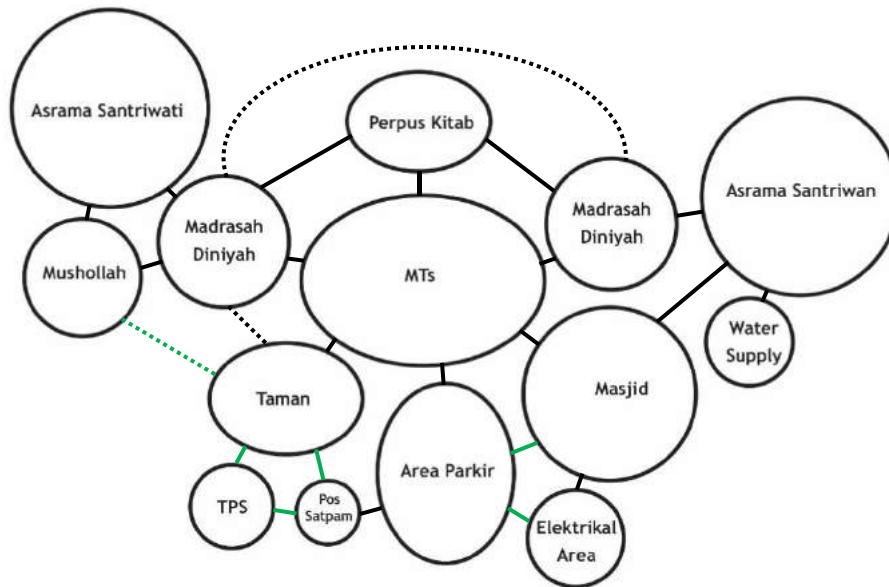 Asrama Santriwati
Perpus Kitab
Asrama Santriwan
Madrasah
Diniyah
Madrasah
Diniyah
Mushollah
MTs
Water
Supply
Taman
Masjid
Area Parkir
TPS
Pos
Satpam
Elektrikal
Area